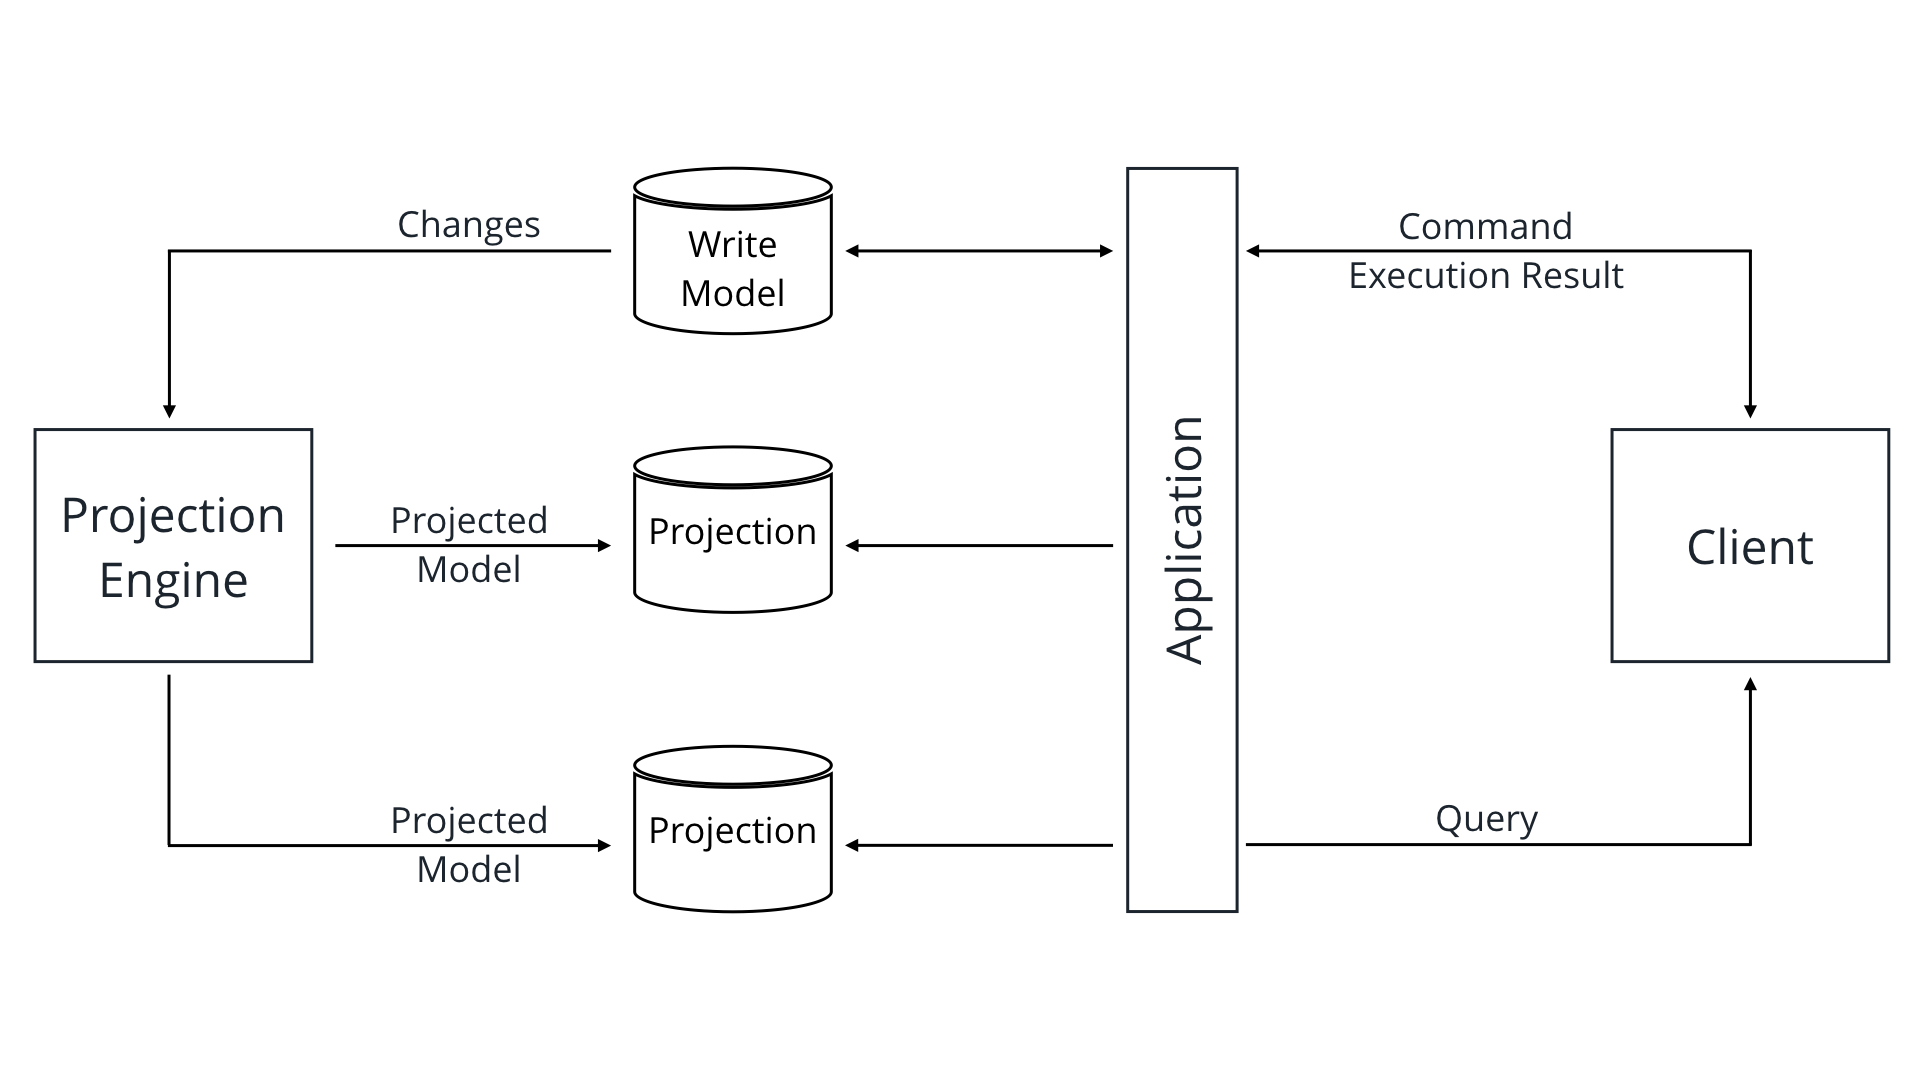 Changes
Write
Model
Command
Execution Result
Projection
Engine
Projected
Model
Projection
Application
Client
Projected
Model
Projection
Query